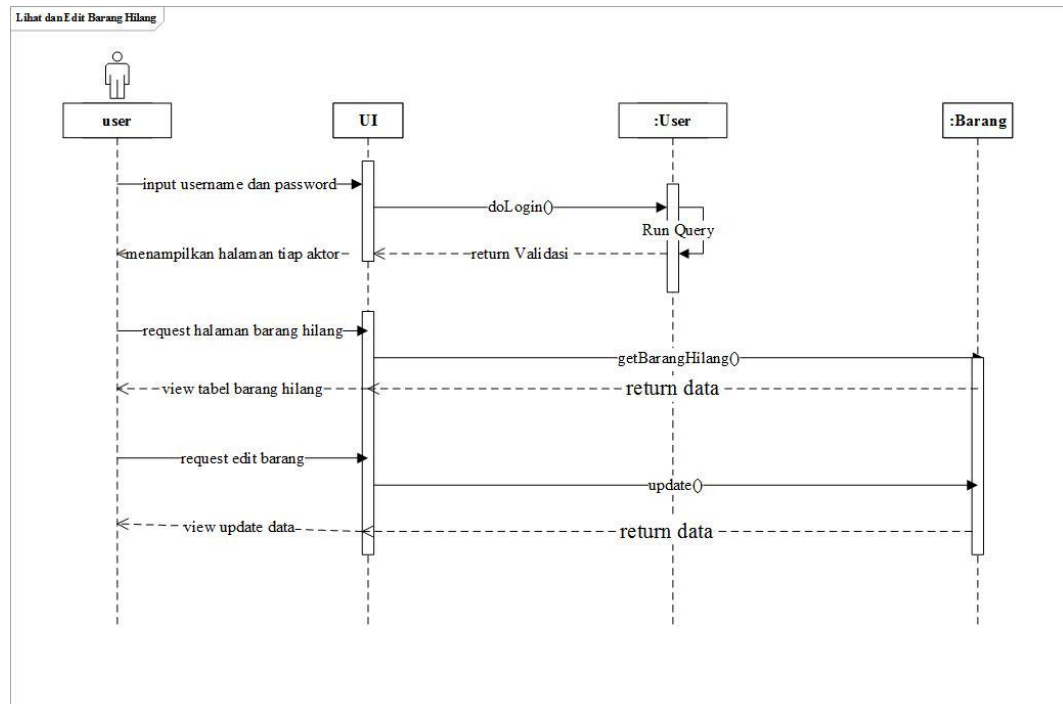 Lihat dan Edit Barang Hilang
user
UI
:User
:Barang
input username dan password
doLogin()
Run Query
menampilkan halaman tiap aktor
return Validasi
request halaman barang hilang
getBarangHilang()
view tabel barang hilang
return data
request edit barang
update()
view update data
return data